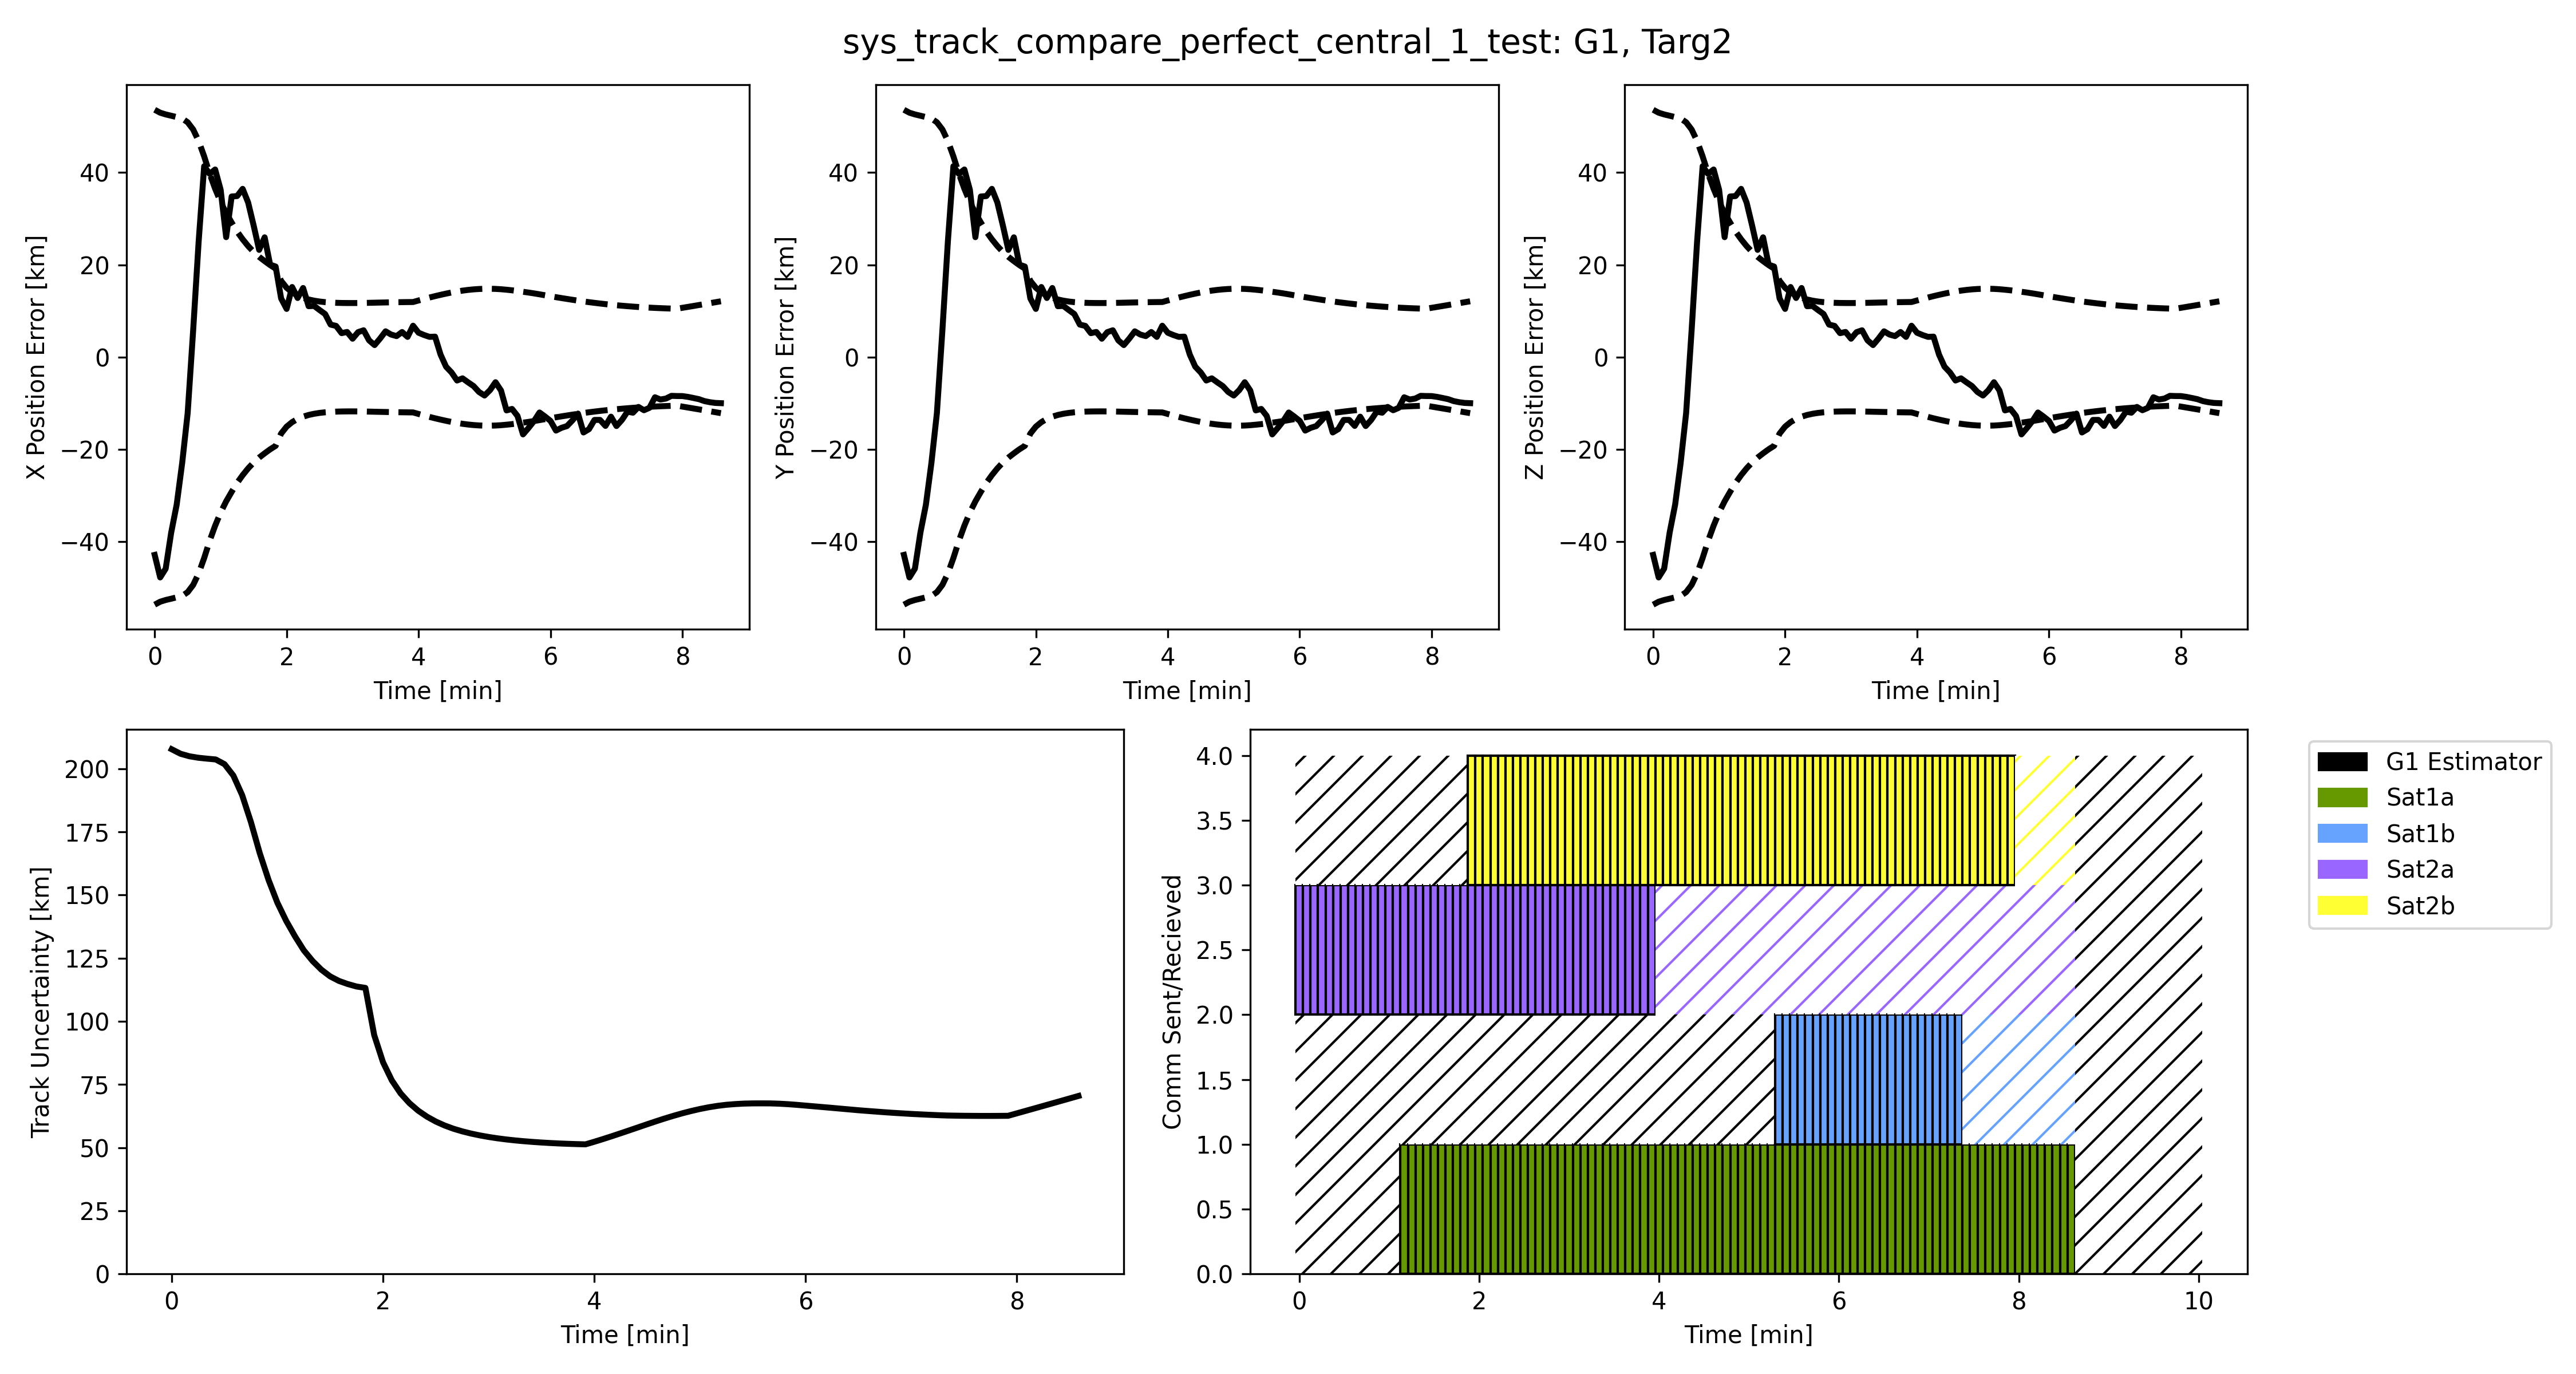 sys_track_compare_perfect_central_1_test: G1, Targ2
X Position Error [km]
40
20
0
−20
−40
0 2 4 6 8
Time [min]
Y Position Error [km]
40
20
0
−20
−40
0 2 4 6 8
Time [min]
Z Position Error [km]
40
20
0
−20
−40
0 2 4 6 8
Time [min]
Track Uncertainty [km]
200
175
150
125
100
75
50
25
0
0 2 4 6 8
Time [min]
Comm Sent/Recieved
4.0
3.5
3.0
2.5
2.0
1.5
1.0
0.5
0.0
0 2 4 6 8 10
Time [min]
G1 Estimator
Sat1a
Sat1b
Sat2a
Sat2b